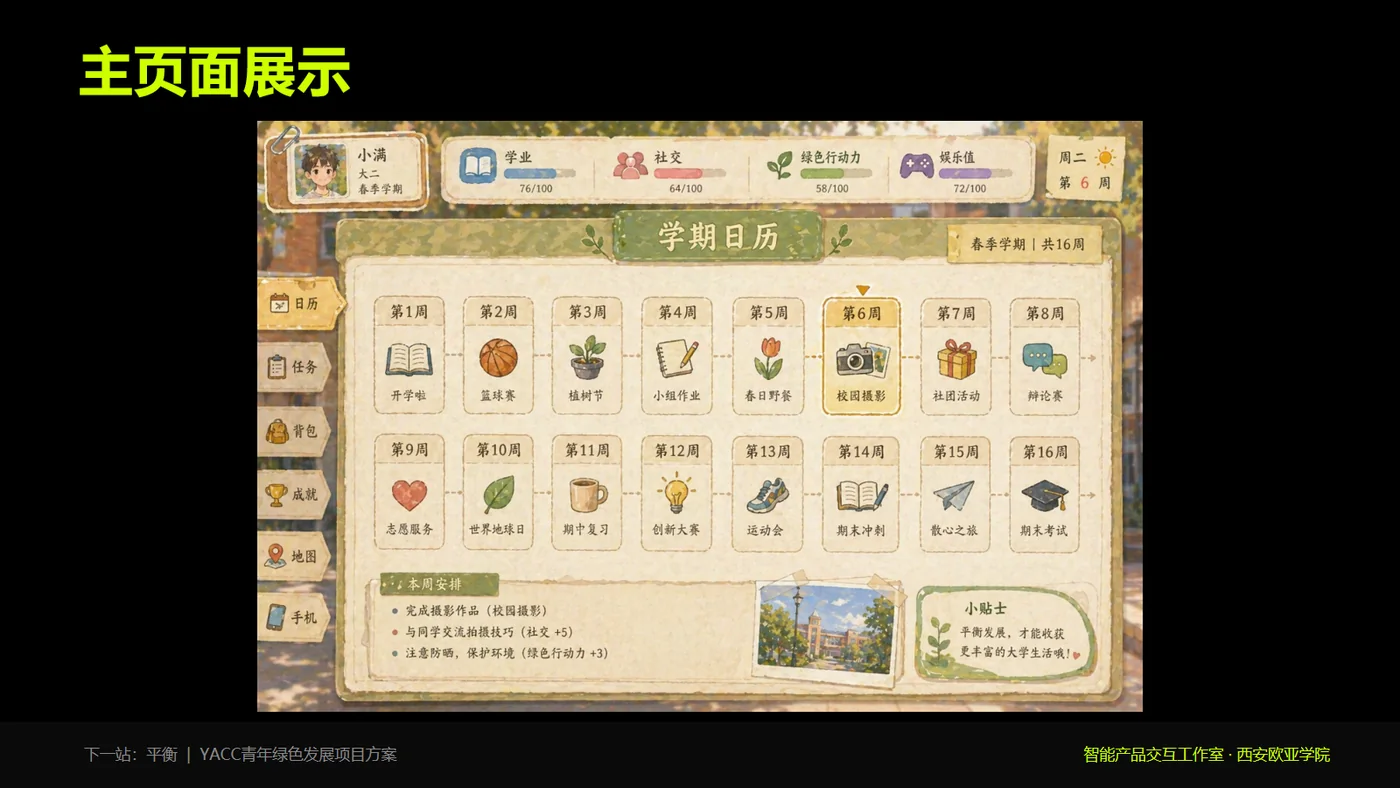 主页面展示
小满
大二
春季学期
学业
76/100
社交
64/100
绿色行动力
58/100
娱乐值
72/100
周二
第 6 周
学期日历
春季学期｜共16周
日历
任务
背包
成就
地图
手机
第1周
开学啦
第2周
篮球赛
第3周
植树节
第4周
小组作业
第5周
春日野餐
第6周
校园摄影
第7周
社团活动
第8周
辩论赛
第9周
志愿服务
第10周
世界地球日
第11周
期中复习
第12周
创新大赛
第13周
运动会
第14周
期末冲刺
第15周
散心之旅
第16周
期末考试
本周安排
完成摄影作品（校园摄影）
与同学交流拍摄技巧（社交 +5）
注意防晒，保护环境（绿色行动力 +3）
小贴士
平衡发展，才能收获
更丰富的大学生活哦！
下一站：平衡 ｜ YACC青年绿色发展项目方案
智能产品交互工作室 · 西安欧亚学院